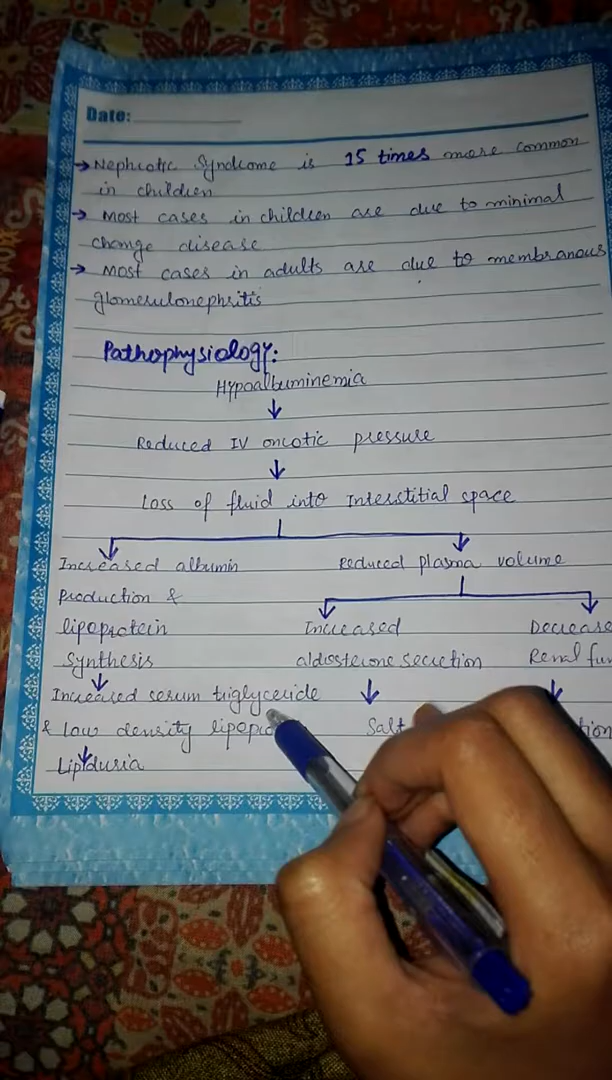 Date:
→ Nephrotic Syndrome is 15 times more common
in children
→ Most cases in children are due to minimal
change disease
→ Most cases in adults are due to membranous
glomerulonephritis
Pathophysiology:
Hypoalbuminemia
↓
Reduced IV oncotic pressure
↓
Loss of fluid into Interstitial space
Increased albumin
production &
lipoprotein
synthesis
↓
Increased serum triglyceride
& low density
↓
Lipiduria
Reduced plasma volume
Increased
aldosterone secretion
↓
Salt
Decrease
Renal
↓